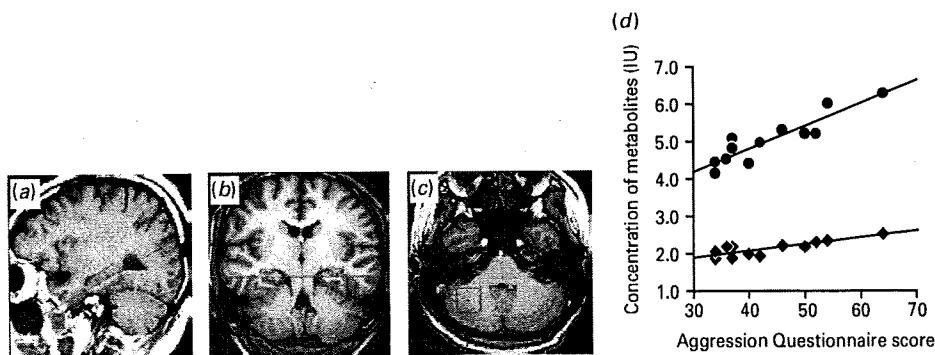 (a)
(b)
(c)
(d)
Concentration of metabolites (IU)
7.0
6.0
5.0
4.0
3.0
2.0
1.0
30
40
50
60
70
Aggression Questionnaire score